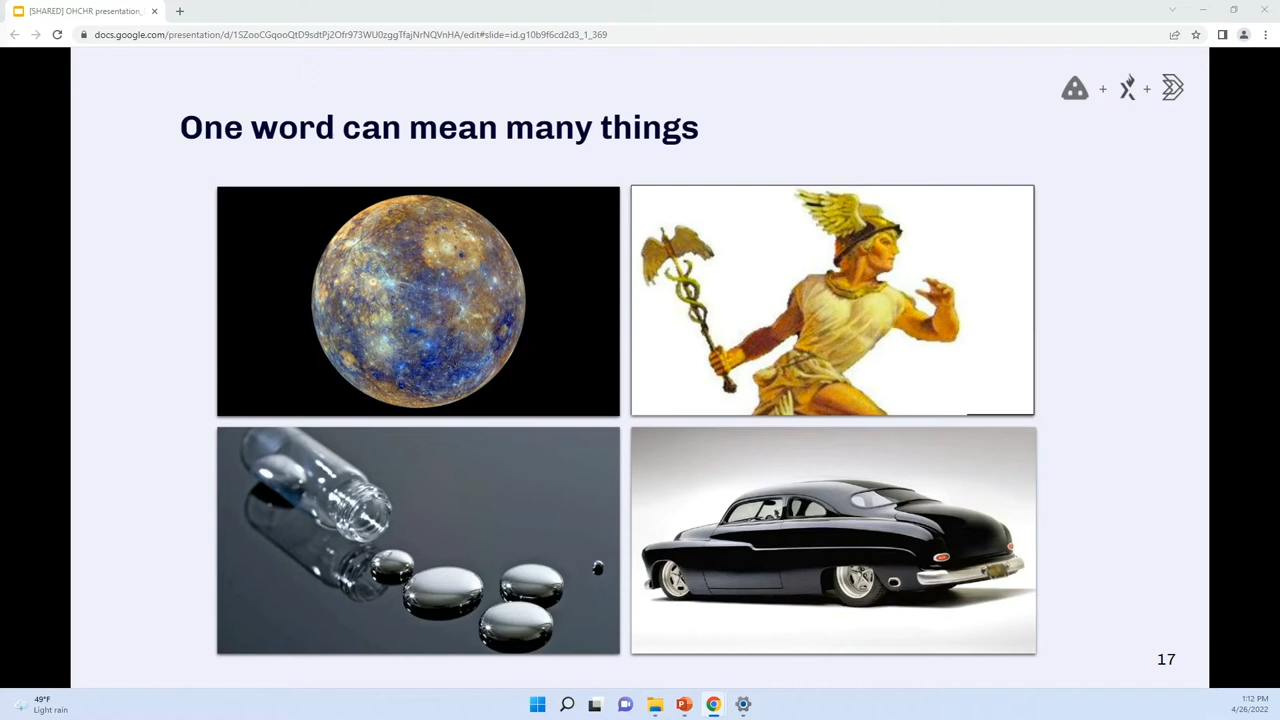 [SHARED] OHCHR presentation_
docs.google.com/presentation/d/1SZooCGqooQtD9sdtPj2Ofr973WU0zggTfajNrNQVnHA/edit#slide=id.g10b9f6cd2d3_1_369
+ +
One word can mean many things
17
49°F
Light rain
1:12 PM
4/26/2022